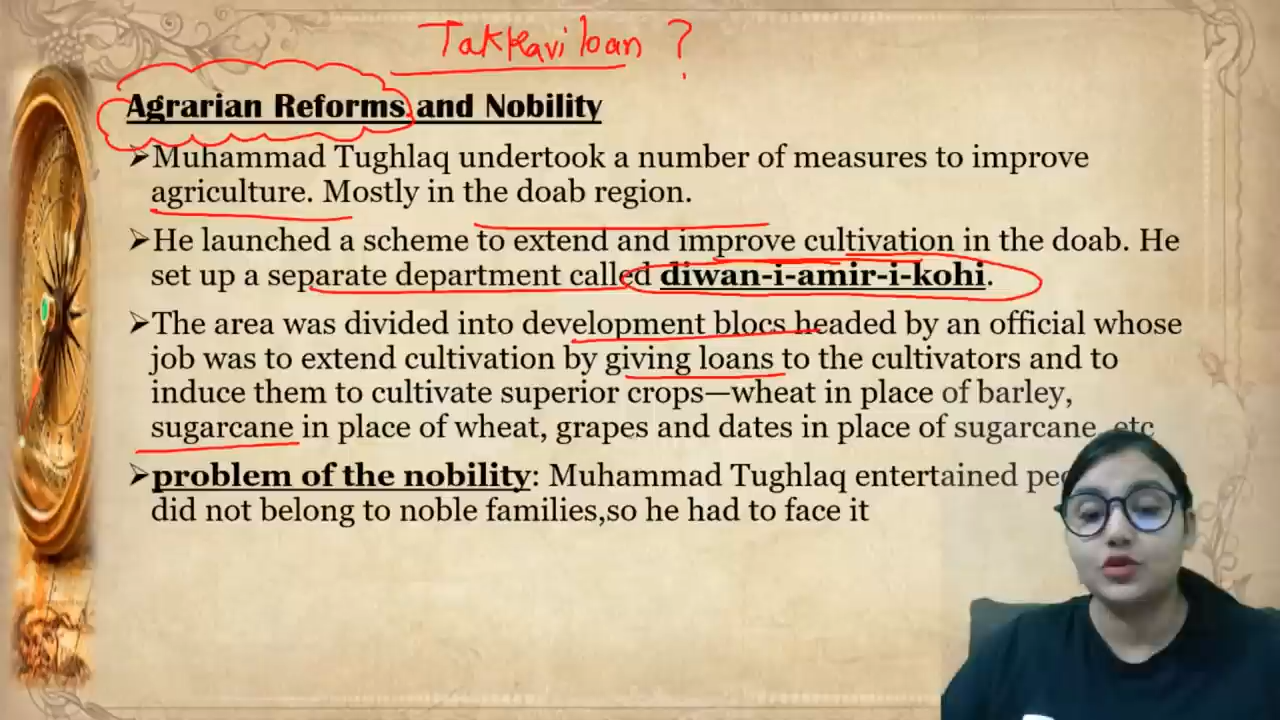 Takkavi loan ?
Agrarian Reforms and Nobility
➢Muhammad Tughlaq undertook a number of measures to improve
agriculture. Mostly in the doab region.
➢He launched a scheme to extend and improve cultivation in the doab. He
set up a separate department called diwan-i-amir-i-kohi.
➢The area was divided into development blocs headed by an official whose
job was to extend cultivation by giving loans to the cultivators and to
induce them to cultivate superior crops—wheat in place of barley,
sugarcane in place of wheat, grapes and dates in place of sugarcane, etc
➢problem of the nobility: Muhammad Tughlaq entertained
did not belong to noble families,so he had to face it